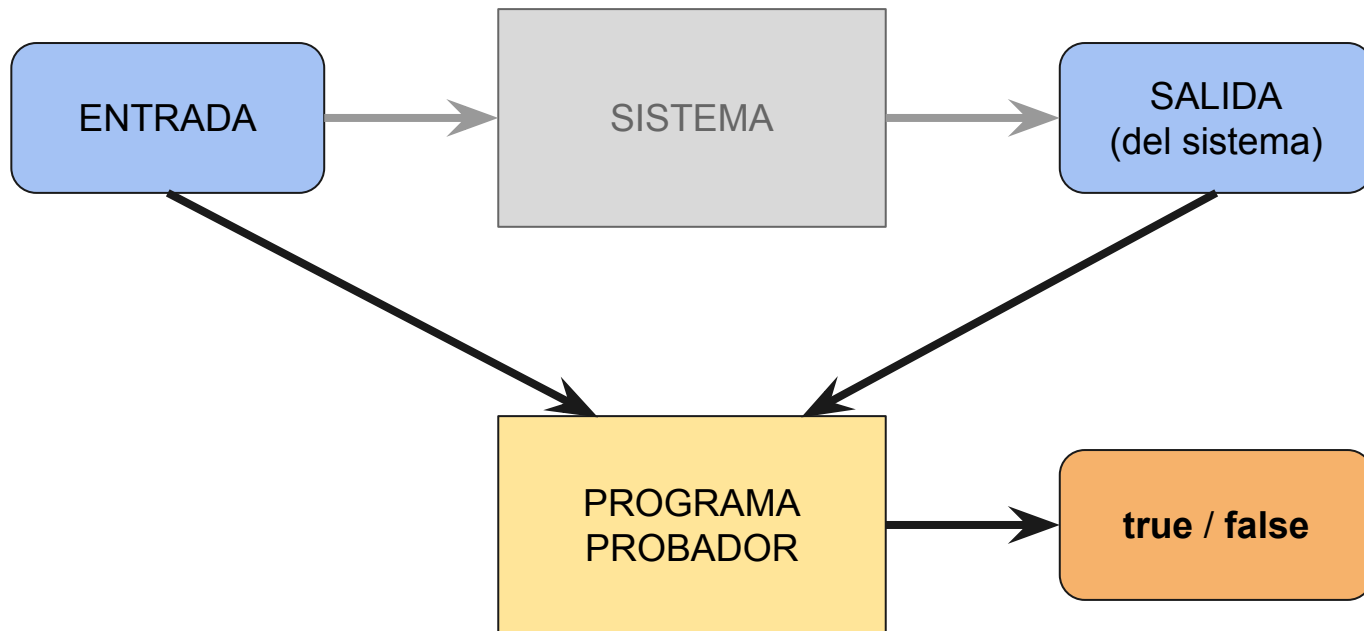 ENTRADA
SISTEMA
SALIDA
(del sistema)
PROGRAMA
PROBADOR
true / false